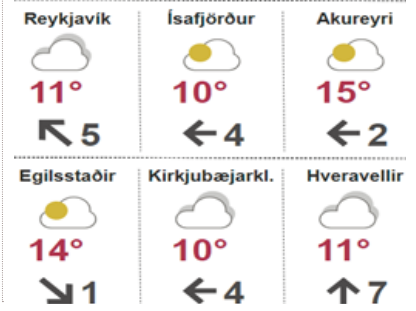 Reykjavík Ísafjörður Akureyri
11° 10° 15°
5 4 2
Egilsstaðir Kirkjubæjarkl. Hveravellir
14° 10° 11°
1 4 7